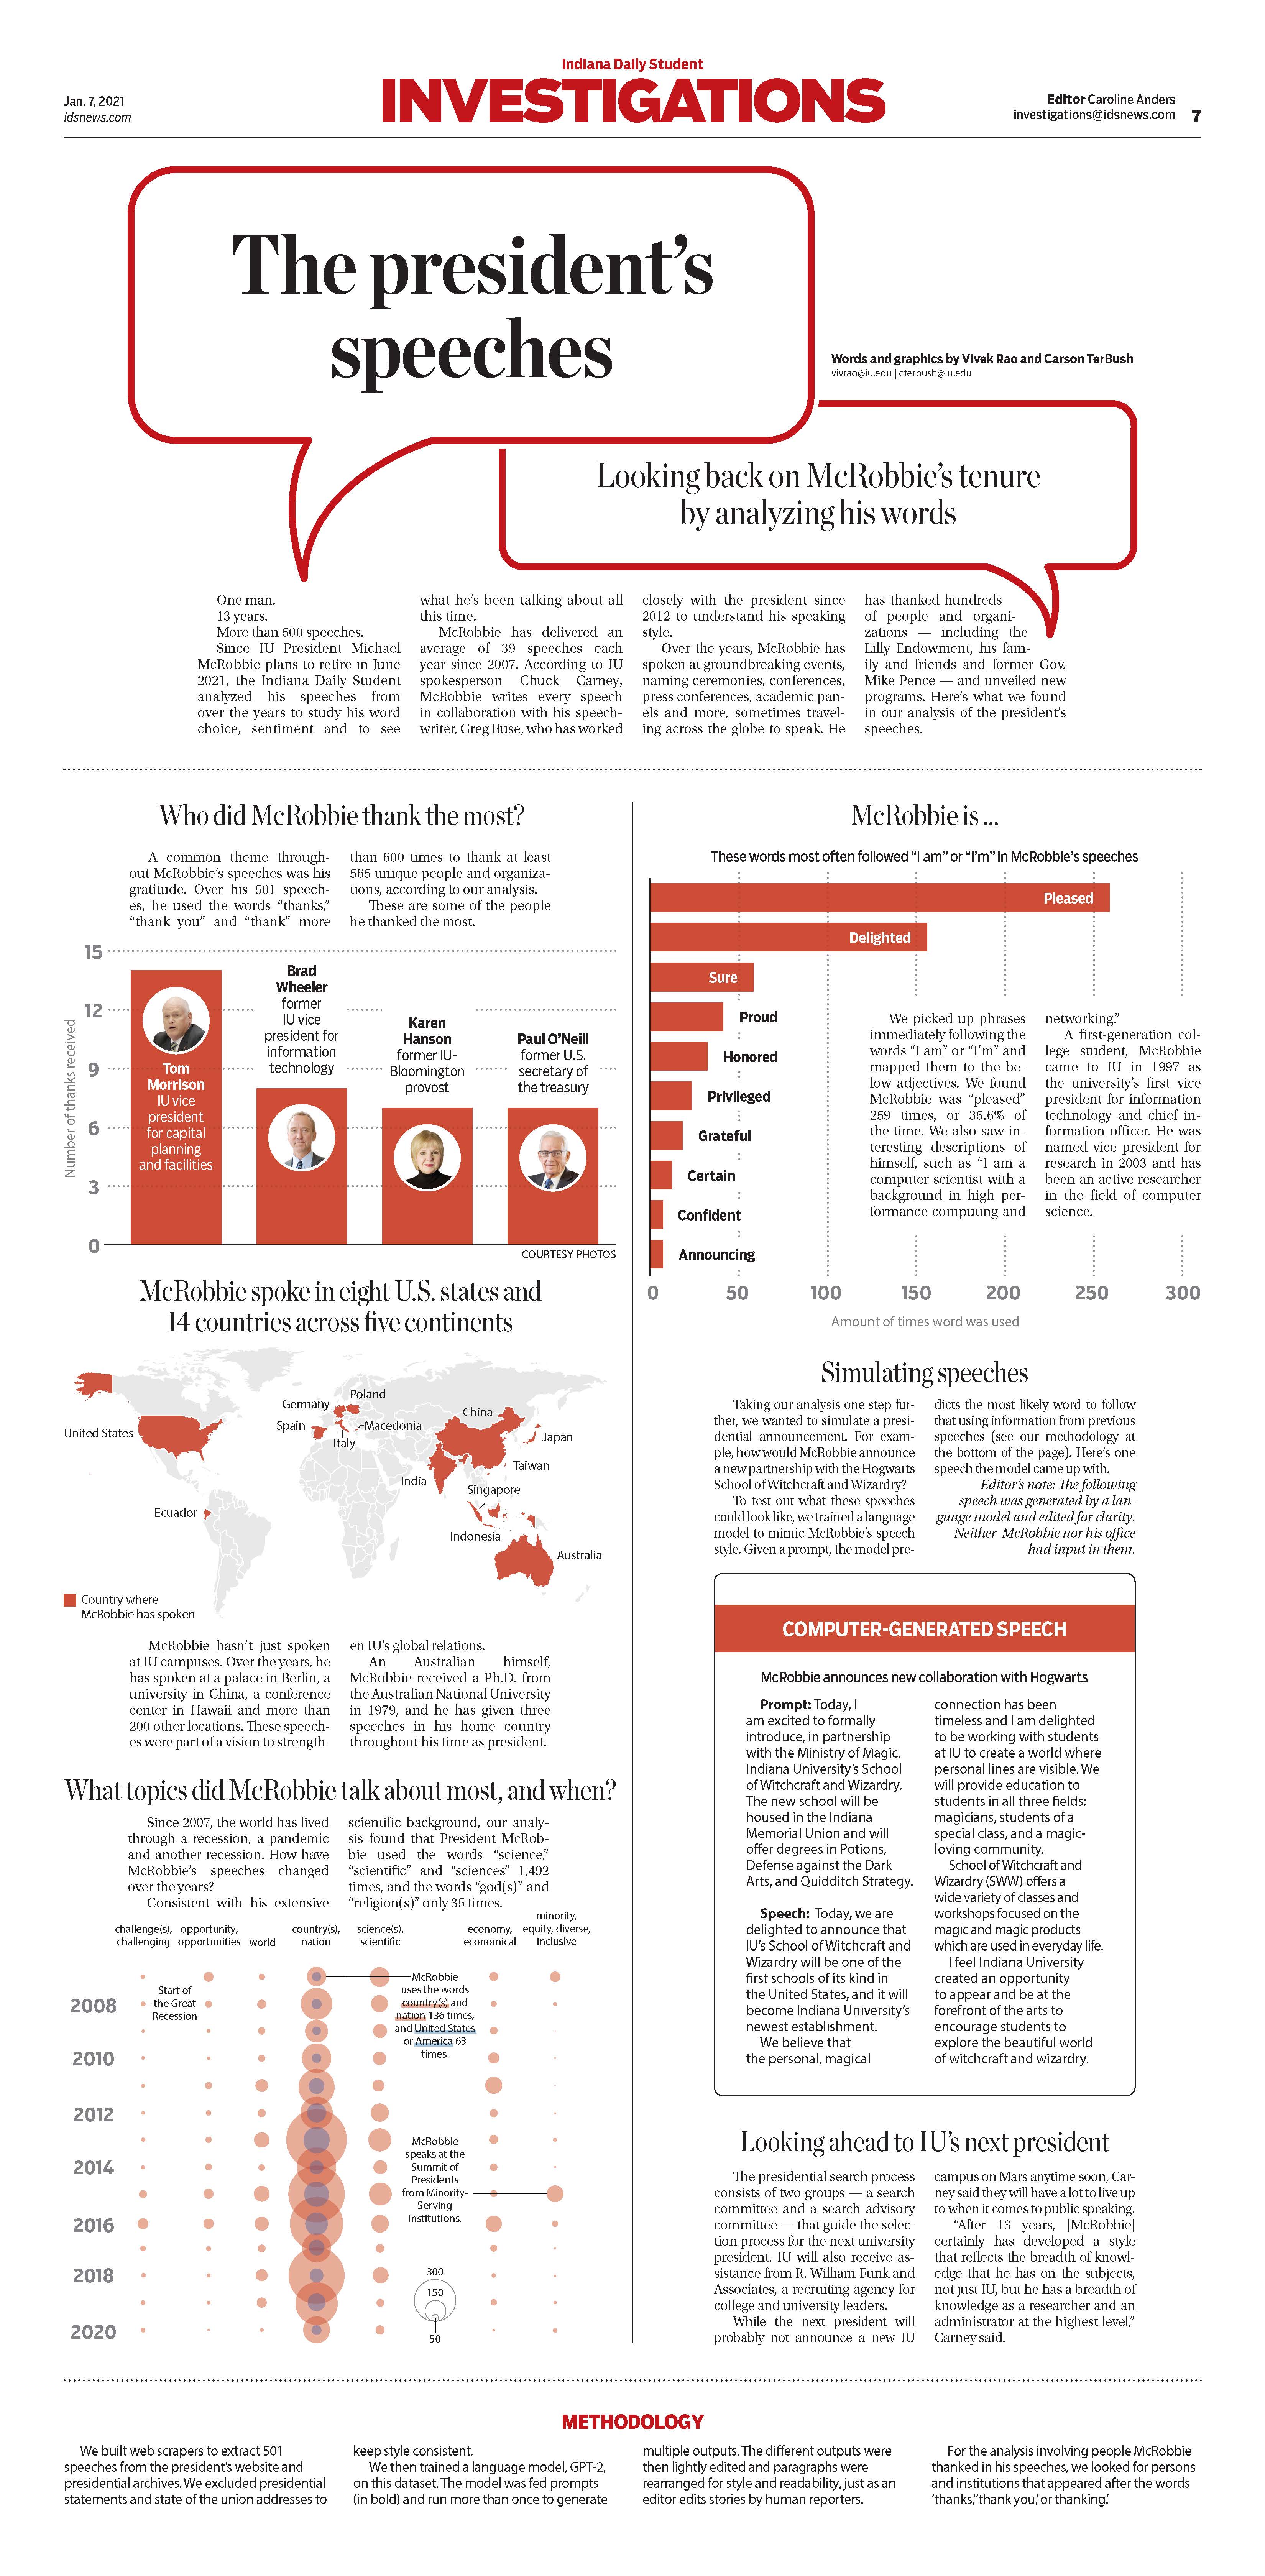 Indiana Daily Student
INVESTIGATIONS
Jan. 7, 2021
idsnews.com
Editor Caroline Anders
investigations@idsnews.com
7
The president’s
speeches
Words and graphics by Vivek Rao and Carson TerBush
vivrao@iu.edu | cterbush@iu.edu
Looking back on McRobbie’s tenure
by analyzing his words
One man.
13 years.
More than 500 speeches.
Since IU President Michael
McRobbie plans to retire in June
2021, the Indiana Daily Student
analyzed his speeches from
over the years to study his word
choice, sentiment and to see
what he’s been talking about all
this time.
McRobbie has delivered an
average of 39 speeches each
year since 2007. According to IU
spokesperson Chuck Carney,
McRobbie writes every speech
in collaboration with his speech-
writer, Greg Buse, who has worked
closely with the president since
2012 to understand his speaking
style.
Over the years, McRobbie has
spoken at groundbreaking events,
naming ceremonies, conferences,
press conferences, academic pan-
els and more, sometimes travel-
ing across the globe to speak. He
has thanked hundreds
of people and organi-
zations — including the
Lilly Endowment, his fam-
ily and friends and former Gov.
Mike Pence — and unveiled new
programs. Here’s what we found
in our analysis of the president’s
speeches.
Who did McRobbie thank the most?
A common theme through-
out McRobbie’s speeches was his
gratitude. Over his 501 speech-
es, he used the words “thanks,”
“thank you” and “thank” more
than 600 times to thank at least
565 unique people and organiza-
tions, according to our analysis.
These are some of the people
he thanked the most.
Number of thanks received
15
12
9
6
3
0
Tom
Morrison
IU vice
president
for capital
planning
and facilities
Brad
Wheeler
former
IU vice
president for
information
technology
Karen
Hanson
former IU-
Bloomington
provost
Paul O’Neill
former U.S.
secretary of
the treasury
COURTESY PHOTOS
McRobbie spoke in eight U.S. states and
14 countries across five continents
United States
Ecuador
Germany
Poland
Spain
Italy
Macedonia
China
Japan
Taiwan
India
Singapore
Indonesia
Australia
Country where
McRobbie has spoken
McRobbie hasn’t just spoken
at IU campuses. Over the years, he
has spoken at a palace in Berlin, a
university in China, a conference
center in Hawaii and more than
200 other locations. These speech-
es were part of a vision to strength-
en IU’s global relations.
An Australian himself,
McRobbie received a Ph.D. from
the Australian National University
in 1979, and he has given three
speeches in his home country
throughout his time as president.
What topics did McRobbie talk about most, and when?
Since 2007, the world has lived
through a recession, a pandemic
and another recession. How have
McRobbie’s speeches changed
over the years?
Consistent with his extensive
scientific background, our analy-
sis found that President McRob-
bie used the words “science,”
“scientific” and “sciences” 1,492
times, and the words “god(s)” and
“religion(s)” only 35 times.
challenge(s),
challenging
opportunity,
opportunities
world
country(s),
nation
science(s),
scientific
economy,
economical
minority,
equity, diverse,
inclusive
2008
2010
2012
2014
2016
2018
2020
Start of
the Great
Recession
McRobbie
uses the words
country(s) and
nation 136 times,
and United States
or America 63
times.
McRobbie
speaks at the
Summit of
Presidents
from Minority-
Serving
institutions.
300
150
50
McRobbie is ...
These words most often followed “I am” or “I’m” in McRobbie’s speeches
Pleased
Delighted
Sure
Proud
Honored
Privileged
Grateful
Certain
Confident
Announcing
0 50 100 150 200 250 300
Amount of times word was used
We picked up phrases
immediately following the
words “I am” or “I’m” and
mapped them to the be-
low adjectives. We found
McRobbie was “pleased”
259 times, or 35.6% of
the time. We also saw in-
teresting descriptions of
himself, such as “I am a
computer scientist with a
background in high per-
formance computing and
networking.”
A first-generation col-
lege student, McRobbie
came to IU in 1997 as
the university’s first vice
president for information
technology and chief in-
formation officer. He was
named vice president for
research in 2003 and has
been an active researcher
in the field of computer
science.
Simulating speeches
Taking our analysis one step fur-
ther, we wanted to simulate a presi-
dential announcement. For exam-
ple, how would McRobbie announce
a new partnership with the Hogwarts
School of Witchcraft and Wizardry?
To test out what these speeches
could look like, we trained a language
model to mimic McRobbie’s speech
style. Given a prompt, the model pre-
dicts the most likely word to follow
that using information from previous
speeches (see our methodology at
the bottom of the page). Here’s one
speech the model came up with.
Editor’s note: The following
speech was generated by a lan-
guage model and edited for clarity.
Neither McRobbie nor his office
had input in them.
COMPUTER-GENERATED SPEECH
McRobbie announces new collaboration with Hogwarts
Prompt: Today, I
am excited to formally
introduce, in partnership
with the Ministry of Magic,
Indiana University’s School
of Witchcraft and Wizardry.
The new school will be
housed in the Indiana
Memorial Union and will
offer degrees in Potions,
Defense against the Dark
Arts, and Quidditch Strategy.
Speech: Today, we are
delighted to announce that
IU’s School of Witchcraft and
Wizardry will be one of the
first schools of its kind in
the United States, and it will
become Indiana University’s
newest establishment.
We believe that
the personal, magical
connection has been
timeless and I am delighted
to be working with students
at IU to create a world where
personal lines are visible. We
will provide education to
students in all three fields:
magicians, students of a
special class, and a magic-
loving community.
School of Witchcraft and
Wizardry (SWW) offers a
wide variety of classes and
workshops focused on the
magic and magic products
which are used in everyday life.
I feel Indiana University
created an opportunity
to appear and be at the
forefront of the arts to
encourage students to
explore the beautiful world
of witchcraft and wizardry.
Looking ahead to IU’s next president
The presidential search process
consists of two groups — a search
committee and a search advisory
committee — that guide the selec-
tion process for the next university
president. IU will also receive as-
sistance from R. William Funk and
Associates, a recruiting agency for
college and university leaders.
While the next president will
probably not announce a new IU
campus on Mars anytime soon, Car-
ney said they will have a lot to live up
to when it comes to public speaking.
“After 13 years, [McRobbie]
certainly has developed a style
that reflects the breadth of knowl-
edge that he has on the subjects,
not just IU, but he has a breadth of
knowledge as a researcher and an
administrator at the highest level,”
Carney said.
METHODOLOGY
We built web scrapers to extract 501
speeches from the president’s website and
presidential archives. We excluded presidential
statements and state of the union addresses to
keep style consistent.
We then trained a language model, GPT-2,
on this dataset. The model was fed prompts
(in bold) and run more than once to generate
multiple outputs. The different outputs were
then lightly edited and paragraphs were
rearranged for style and readability, just as an
editor edits stories by human reporters.
For the analysis involving people McRobbie
thanked in his speeches, we looked for persons
and institutions that appeared after the words
‘thanks,’‘thank you,’ or thanking.’